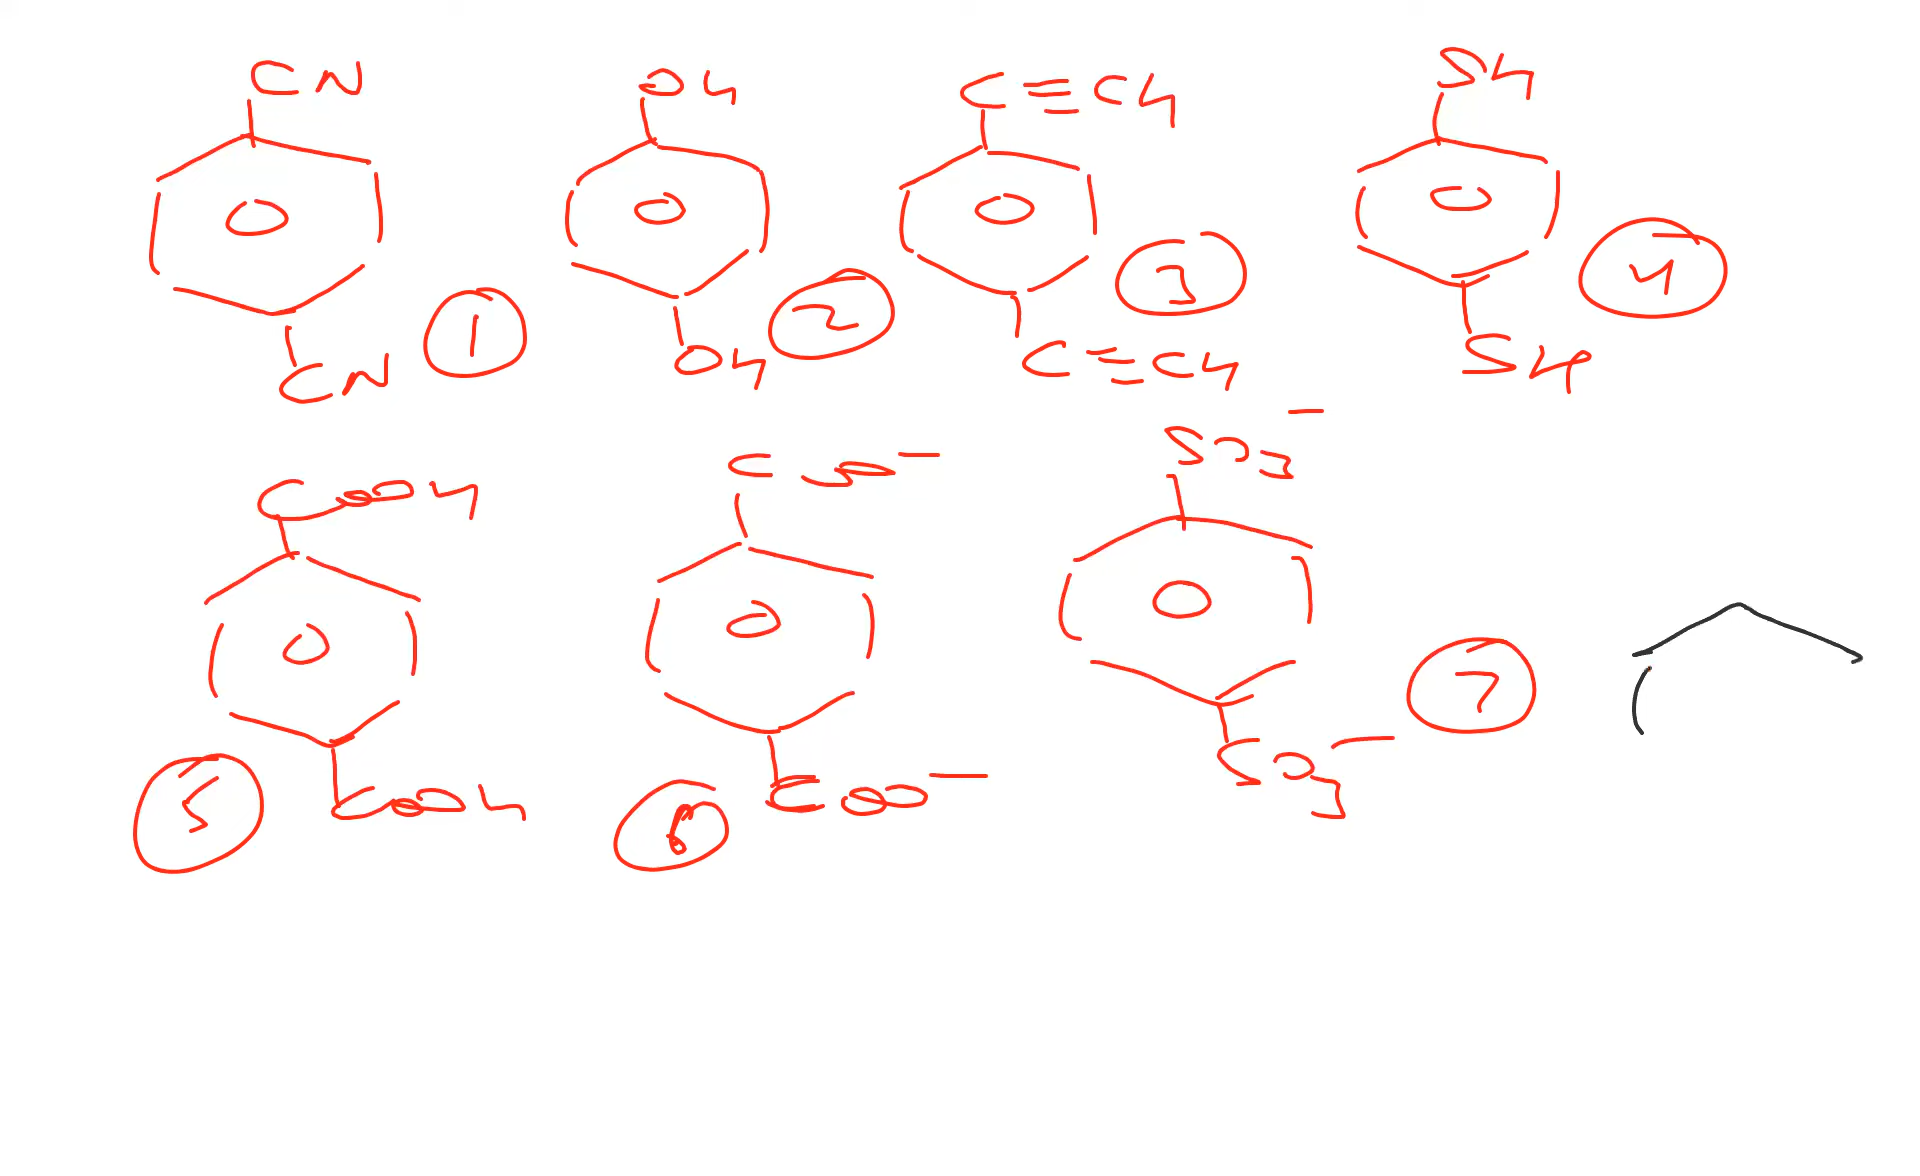 CN OH C≡CH SH
CN 1 OH 2 C≡CH 3 SH 4
COOH COO⁻ SO3⁻
5 COOH 6 COO⁻ CO3⁻ 7